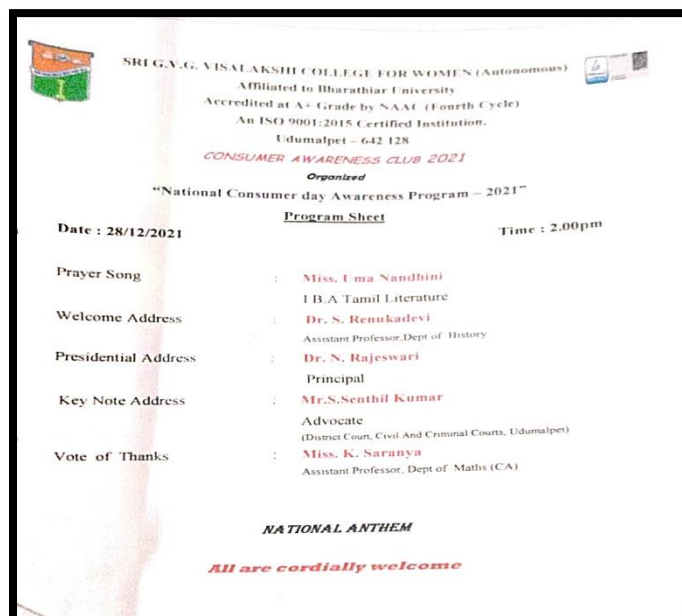 SRI G.V.G. VISALAKSHI COLLEGE FOR WOMEN (Autonomous)
Affiliated to Bharathiar University
Accredited at A+ Grade by NAAC (Fourth Cycle)
An ISO 9001:2015 Certified Institution.
Udumalpet – 642 128
CONSUMER AWARENESS CLUB 2021
Organized
“National Consumer day Awareness Program – 2021”
Program Sheet
Date : 28/12/2021 Time : 2.00pm
Prayer Song : Miss. Uma Nandhini
I B.A Tamil Literature
Welcome Address : Dr. S. Renukadevi
Assistant Professor,Dept of History
Presidential Address : Dr. N. Rajeswari
Principal
Key Note Address : Mr.S.Senthil Kumar
Advocate
(District Court, Civil And Criminal Courts, Udumalpet)
Vote of Thanks : Miss. K. Saranya
Assistant Professor, Dept of Maths (CA)
NATIONAL ANTHEM
All are cordially welcome